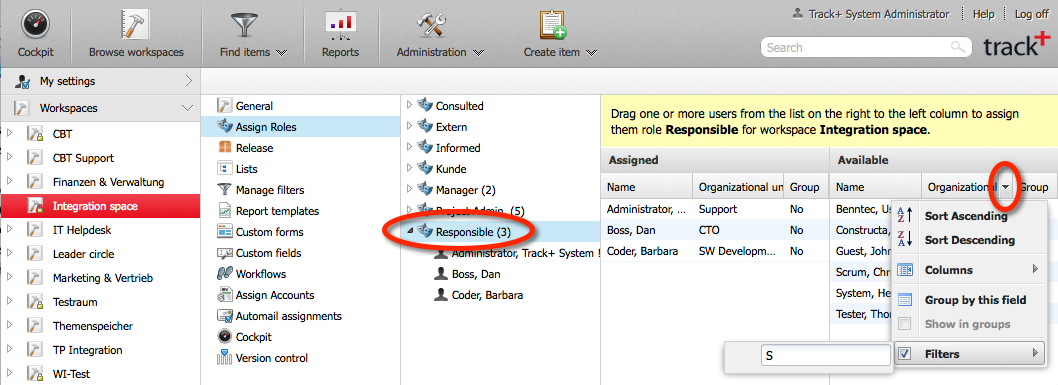 Track+ System Administrator
Help
Log off
Cockpit
Browse workspaces
Find items
Reports
Administration
Create item
Search
track+
My settings
Workspaces
CBT
CBT Support
Finanzen & Verwaltung
Integration space
IT Helpdesk
Leader circle
Marketing & Vertrieb
Testraum
Themenspeicher
TP Integration
WI-Test
General
Assign Roles
Release
Lists
Manage filters
Report templates
Custom forms
Custom fields
Workflows
Assign Accounts
Automail assignments
Cockpit
Version control
Consulted
Extern
Informed
Kunde
Manager (2)
Project Admin. (5)
Responsible (3)
Administrator, Track+ System
Boss, Dan
Coder, Barbara
Drag one or more users from the list on the right to the left column to assign
them role Responsible for workspace Integration space.
Assigned
Name Organizational un Group
Administrator, ... Support No
Boss, Dan CTO No
Coder, Barbara SW Developm... No
Available
Name Organizational Group
Benntec, Us
Constructa,
Guest, John
Scrum, Chr
System, He
Tester, Thor
Sort Ascending
Sort Descending
Columns
Group by this field
Show in groups
Filters
S